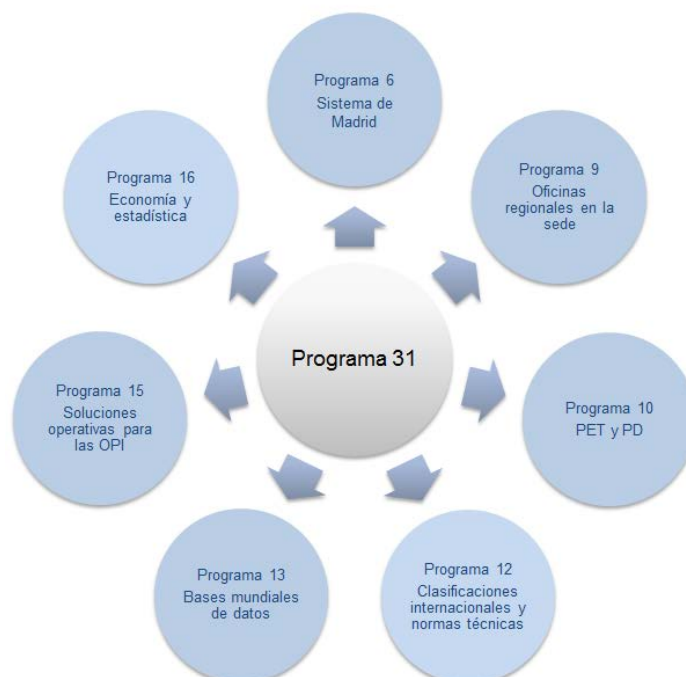 Programa 6
Sistema de
Madrid
Programa 9
Oficinas
regionales en la
sede
Programa 10
PET y PD
Programa 12
Clasificaciones
internacionales y
normas técnicas
Programa 13
Bases mundiales
de datos
Programa 15
Soluciones
operativas para
las OPI
Programa 16
Economía y
estadística
Programa 31